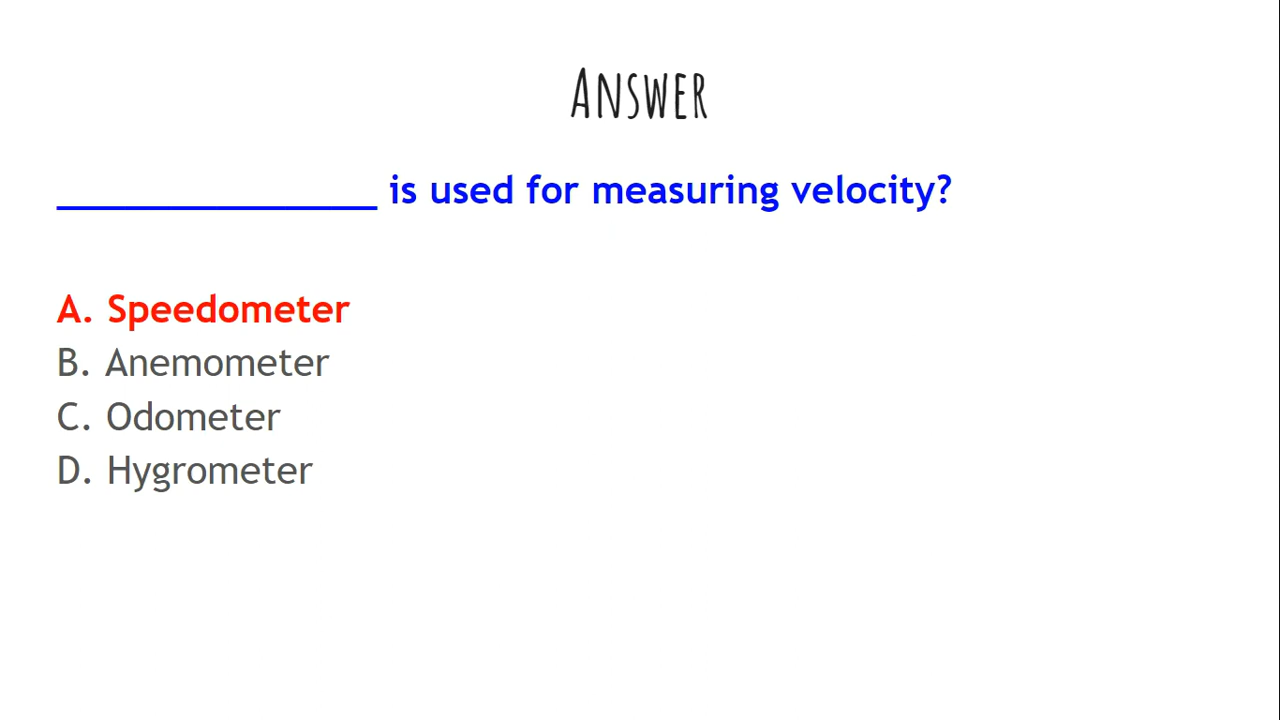 Answer
________________ is used for measuring velocity?
A. Speedometer
B. Anemometer
C. Odometer
D. Hygrometer